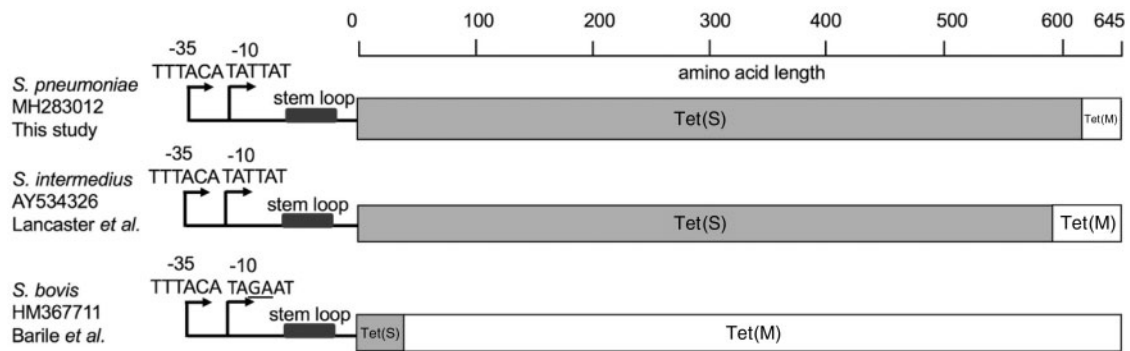 0 100 200 300 400 500 600 645
amino acid length
-35 -10
TTTACA TATTAT
S. pneumoniae
MH283012
This study
stem loop
Tet(S)
Tet(M)
-35 -10
TTTACA TATTAT
S. intermedius
AY534326
Lancaster et al.
stem loop
Tet(S)
Tet(M)
-35 -10
TTTACA TAGAAT
S. bovis
HM367711
Barile et al.
stem loop
Tet(S)
Tet(M)